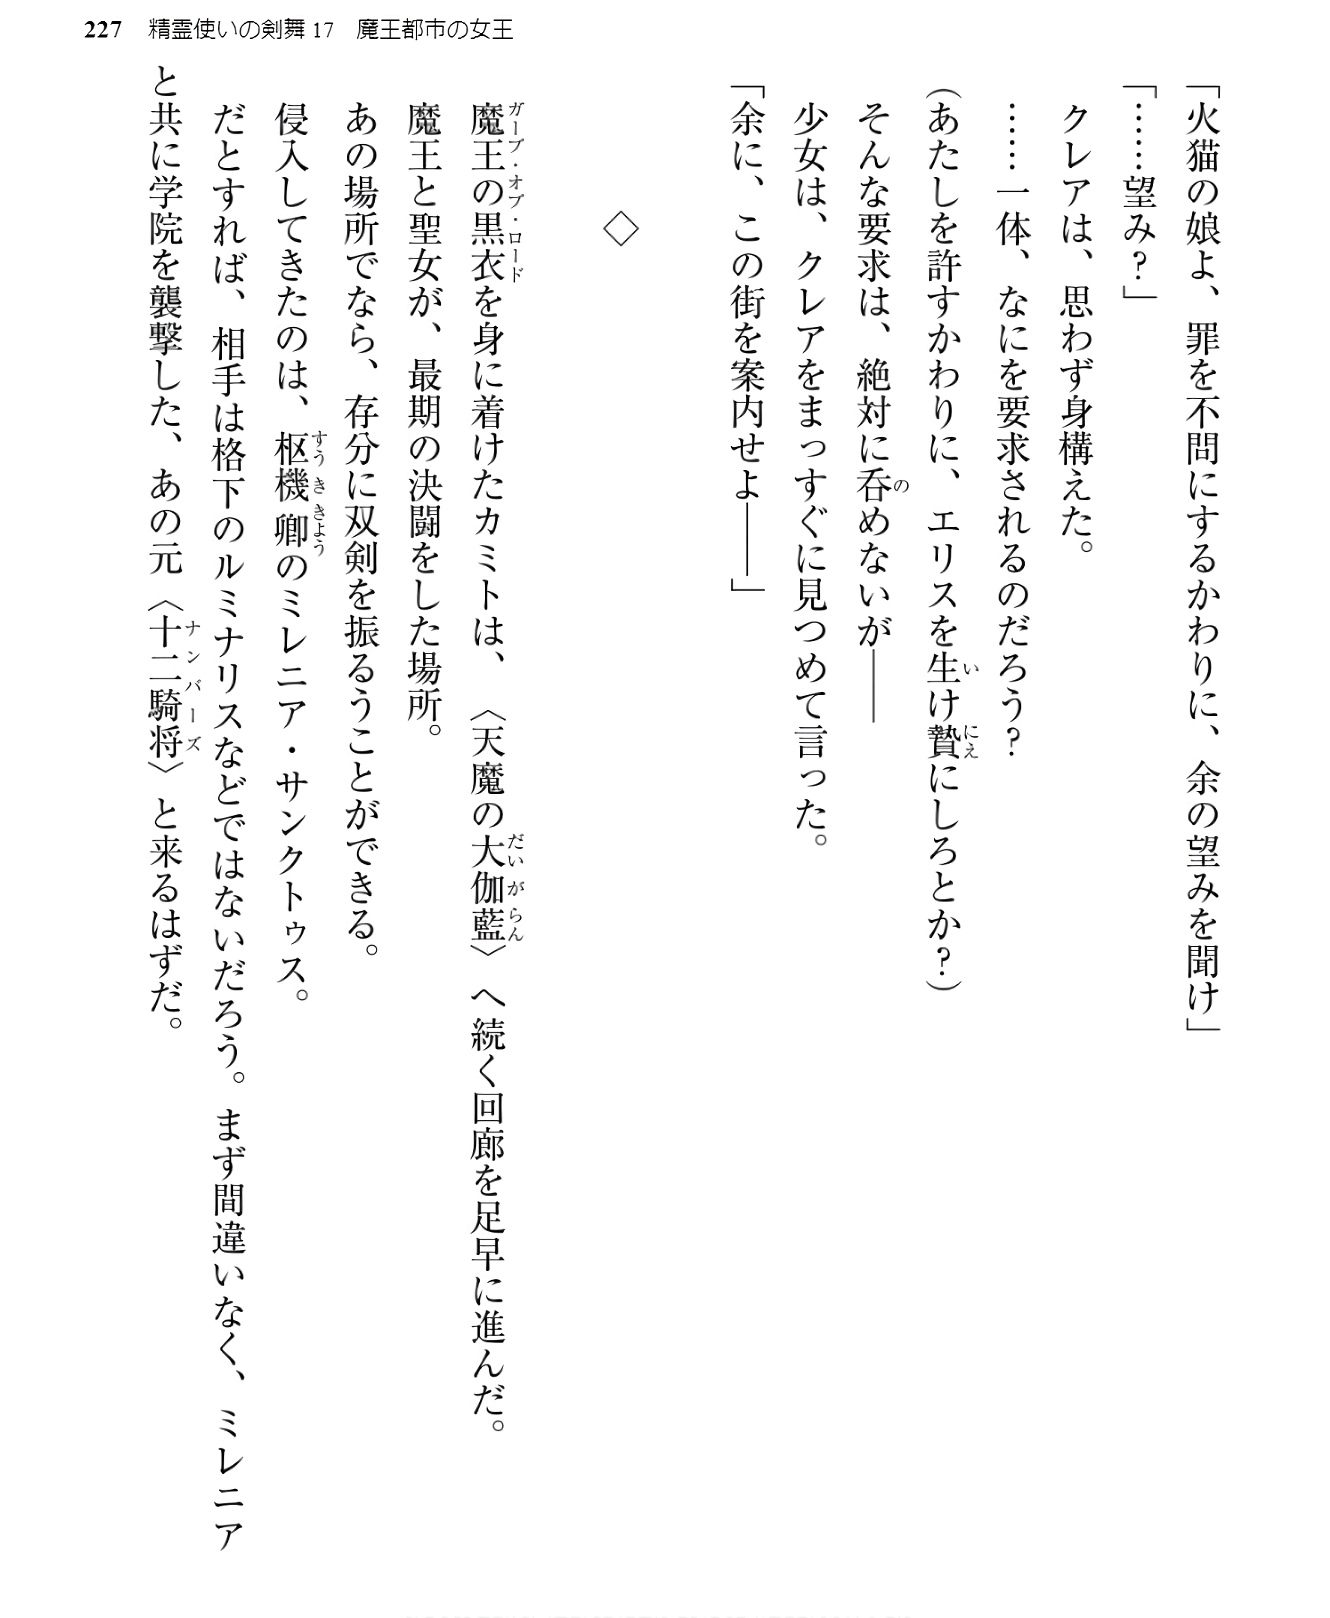 227 精霊使いの剣舞17 魔王都市の女王
「火猫の娘よ、罪を不問にするかわりに、余の望みを聞け」
「……望み?」
クレアは、思わず身構えた。
……一体、なにを要求されるのだろう?
(あたしを許すかわりに、エリスを生け贄にしろとか?)
そんな要求は、絶対に呑めないが――
少女は、クレアをまっすぐに見つめて言った。
「余に、この街を案内せよ――」
◇
魔王の黒衣を身に着けたカミトは、〈天魔の大伽藍〉へ続く回廊を足早に進んだ。
魔王と聖女が、最期の決闘をした場所。
あの場所でなら、存分に双剣を振るうことができる。
侵入してきたのは、枢機卿のミレニア・サンクトゥス。
だとすれば、相手は格下のルミナリスなどではないだろう。まず間違いなく、ミレニア
と共に学院を襲撃した、あの元〈十二騎将〉と来るはずだ。